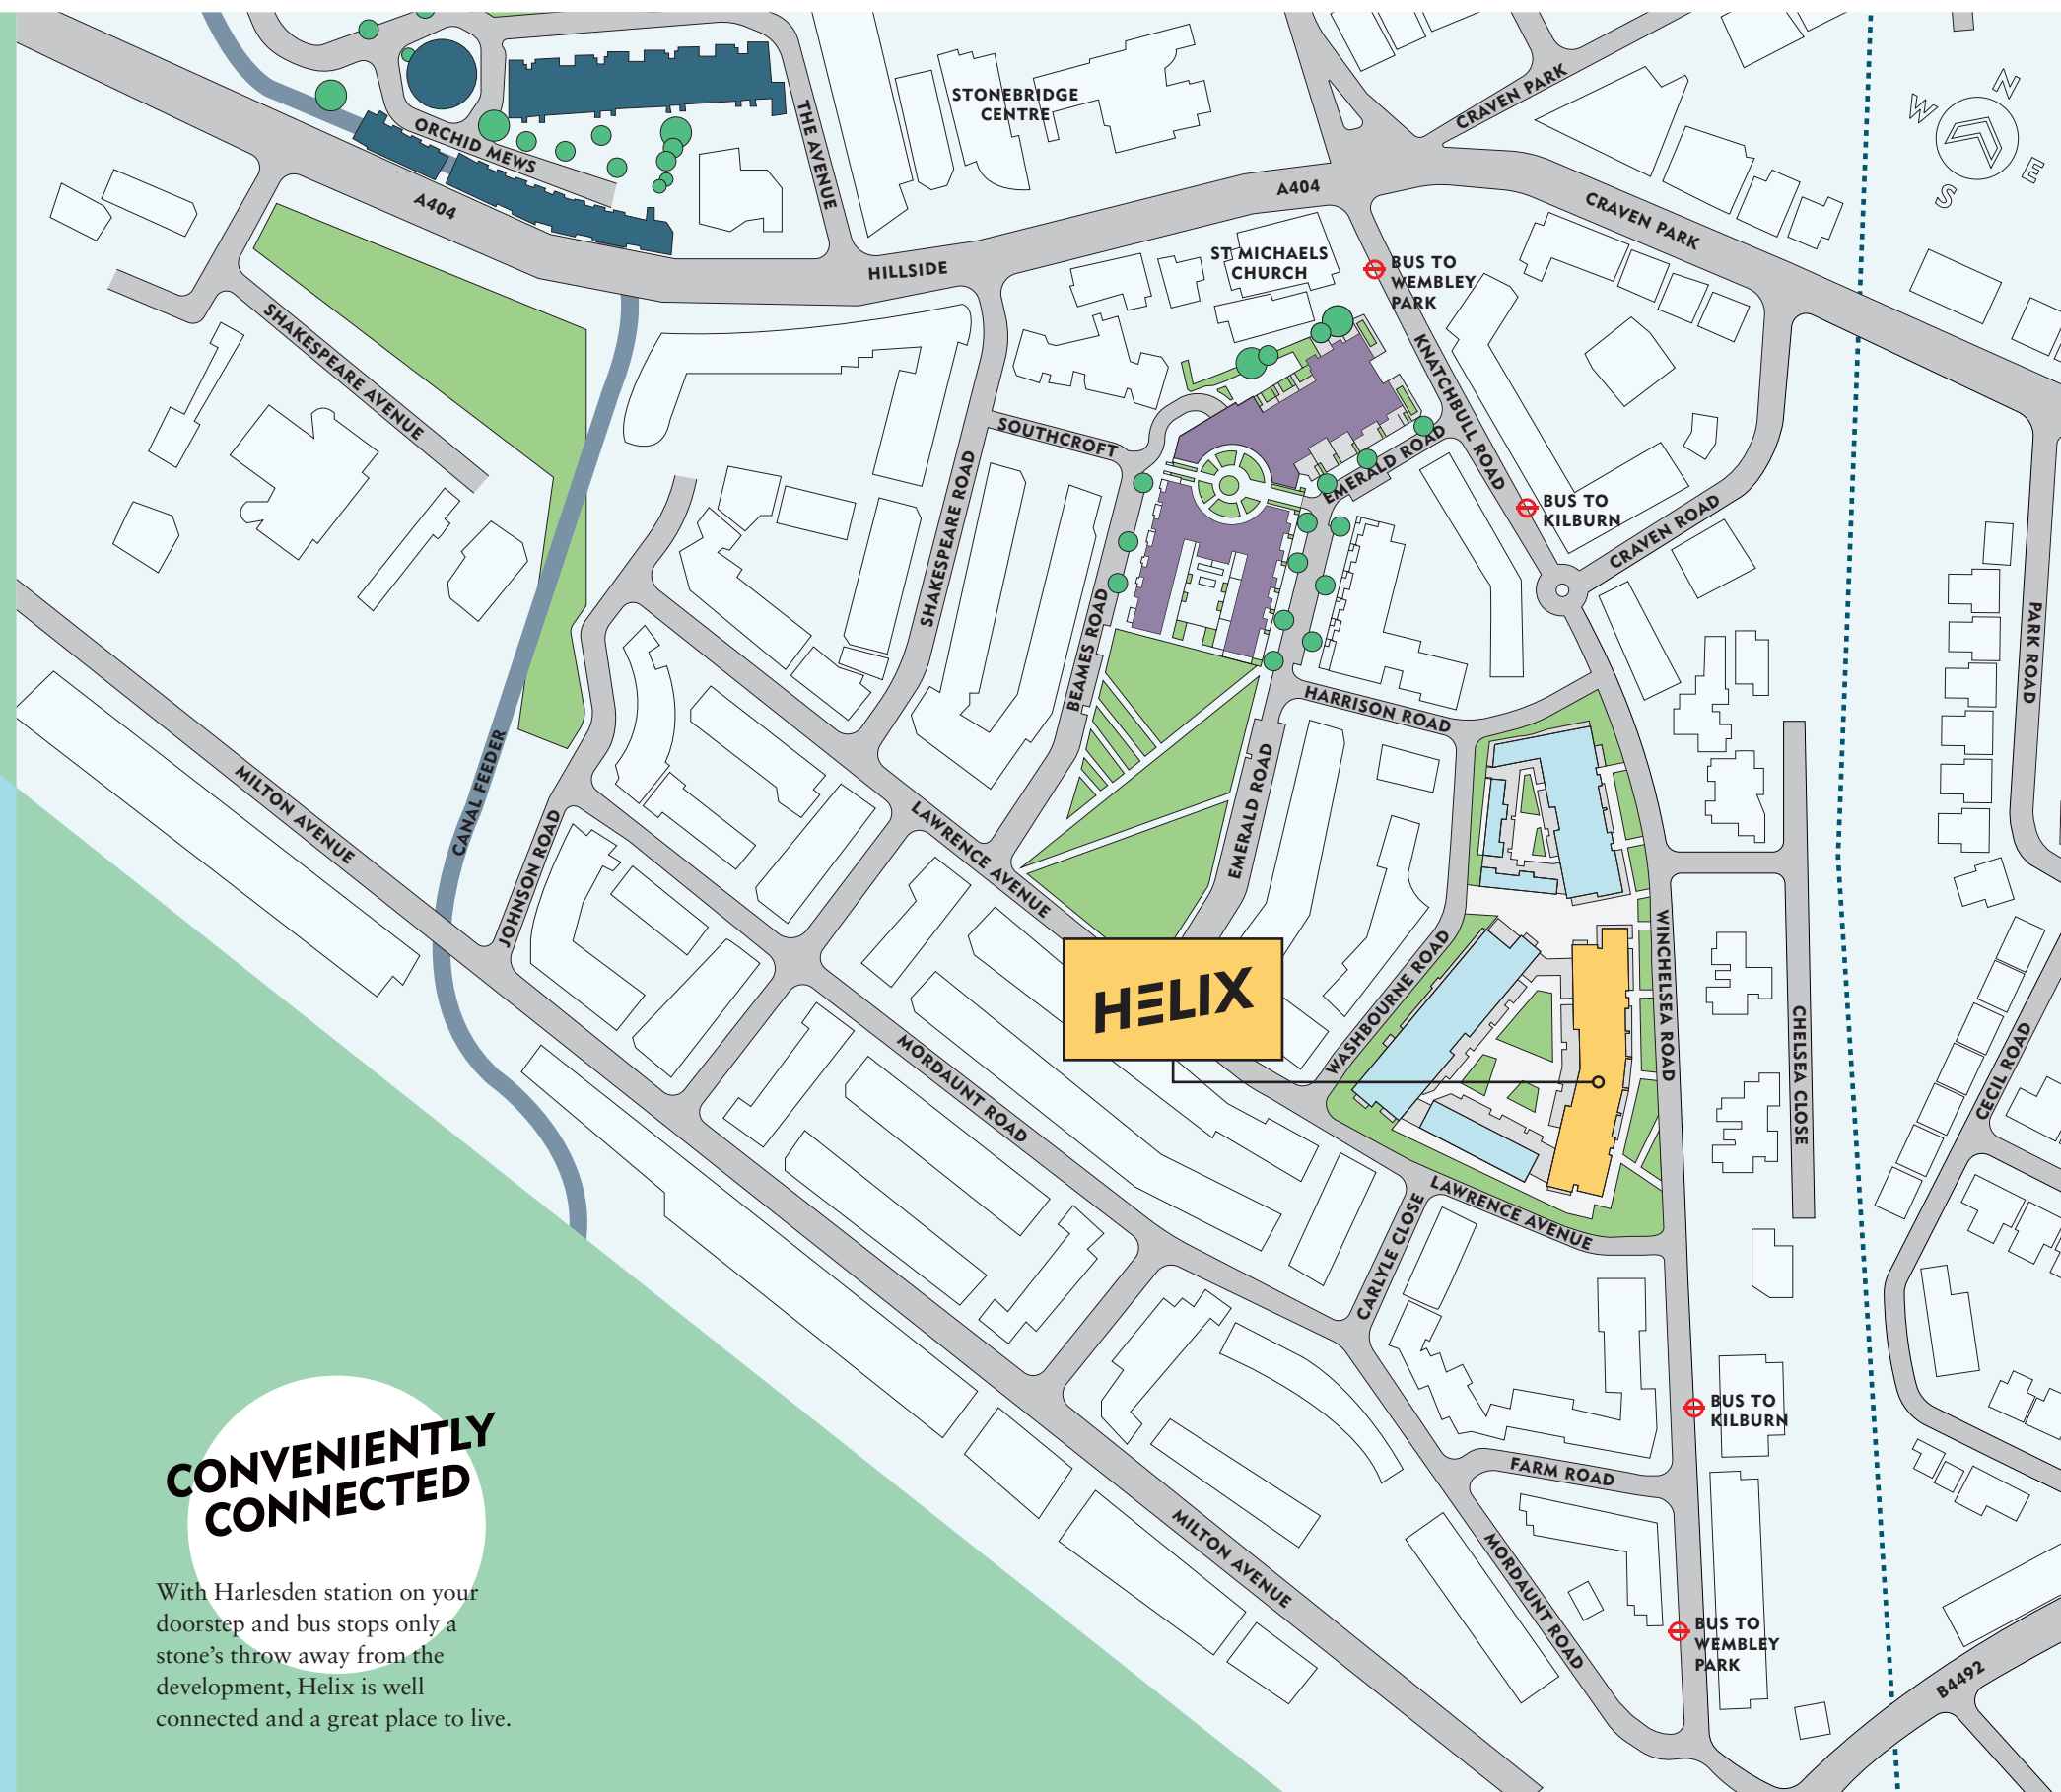 STONEBRIDGE
CENTRE
CRAVEN PARK
N
W
E
S
THE AVENUE
ORCHID MEWS
A404
A404
CRAVEN PARK
HILLSIDE
ST MICHAELS
CHURCH
BUS TO
WEMBLEY
PARK
SHAKESPEARE AVENUE
KNATCHBULL ROAD
SOUTHCROFT
EMERALD ROAD
BUS TO
KILBURN
CRAVEN ROAD
SHAKESPEARE ROAD
BEAMES ROAD
PARK ROAD
HARRISON ROAD
CANAL FEEDER
MILTON AVENUE
EMERALD ROAD
JOHNSON ROAD
LAWRENCE AVENUE
HELIX
WASHBOURNE ROAD
WINCHELSEA ROAD
CHELSEA CLOSE
CECIL ROAD
MORDAUNT ROAD
LAWRENCE AVENUE
CARLYLE CLOSE
BUS TO
KILBURN
FARM ROAD
MILTON AVENUE
MORDAUNT ROAD
BUS TO
WEMBLEY
PARK
B4492
CONVENIENTLY
CONNECTED
With Harlesden station on your
doorstep and bus stops only a
stone’s throw away from the
development, Helix is well
connected and a great place to live.